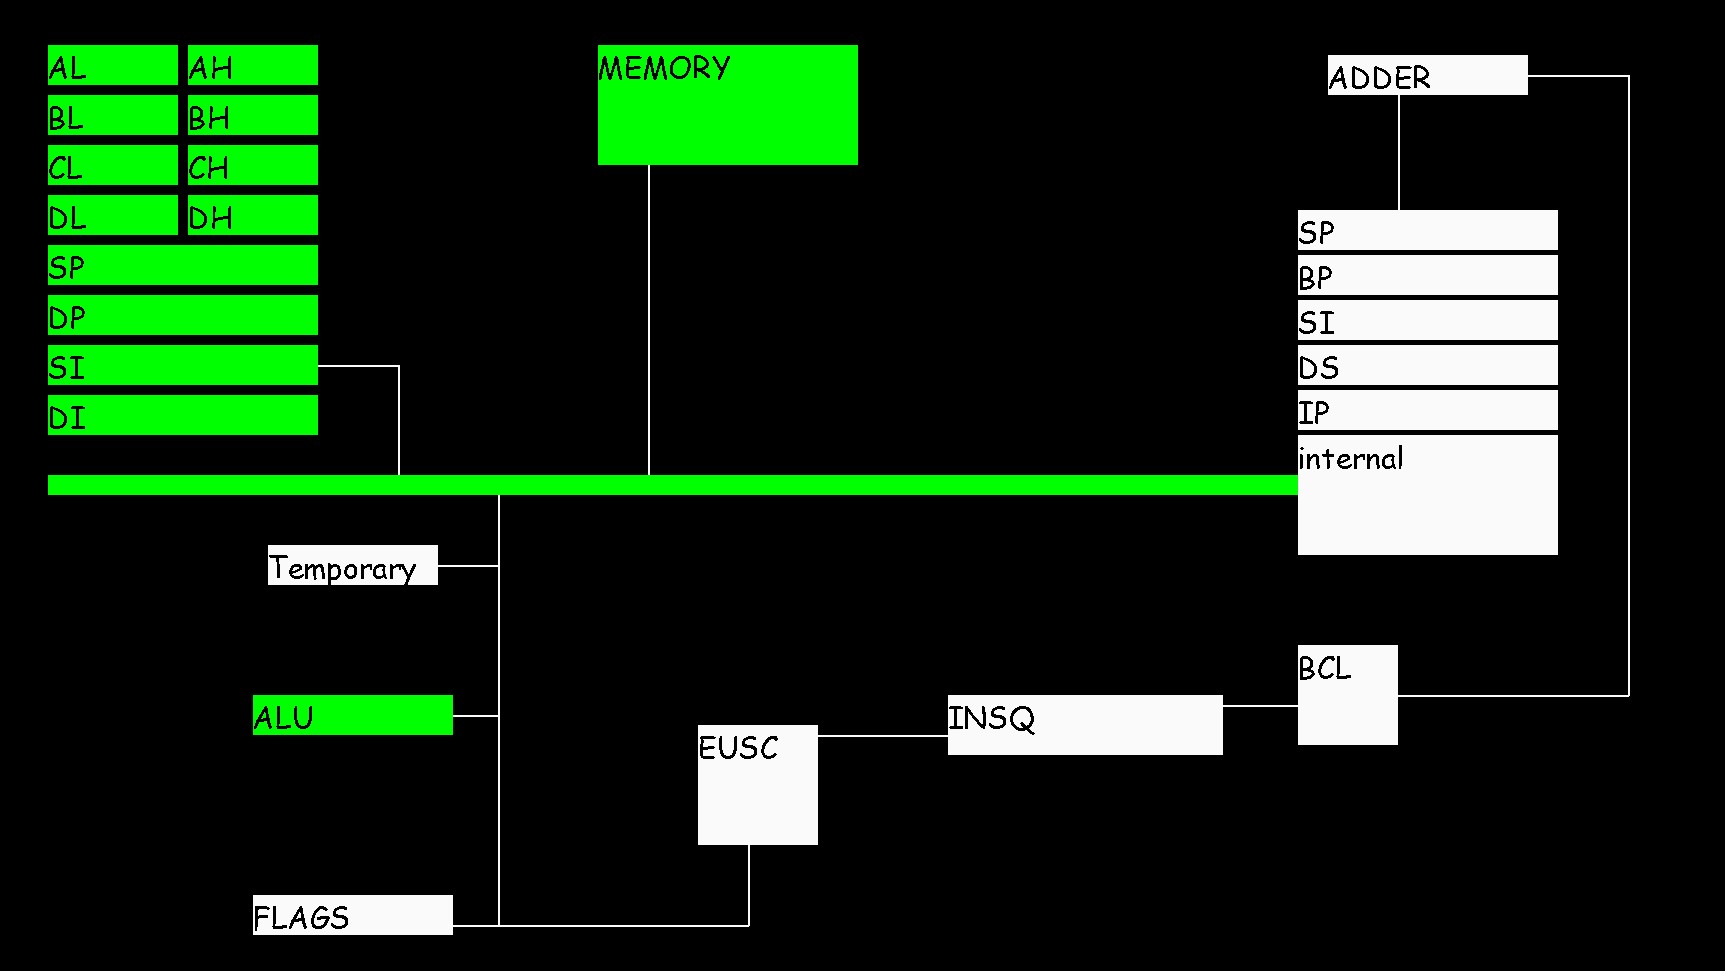 AL
AH
BL
BH
CL
CH
DL
DH
SP
DP
SI
DI
MEMORY
ADDER
SP
BP
SI
DS
IP
internal
Temporary
ALU
FLAGS
EUSC
INSQ
BCL